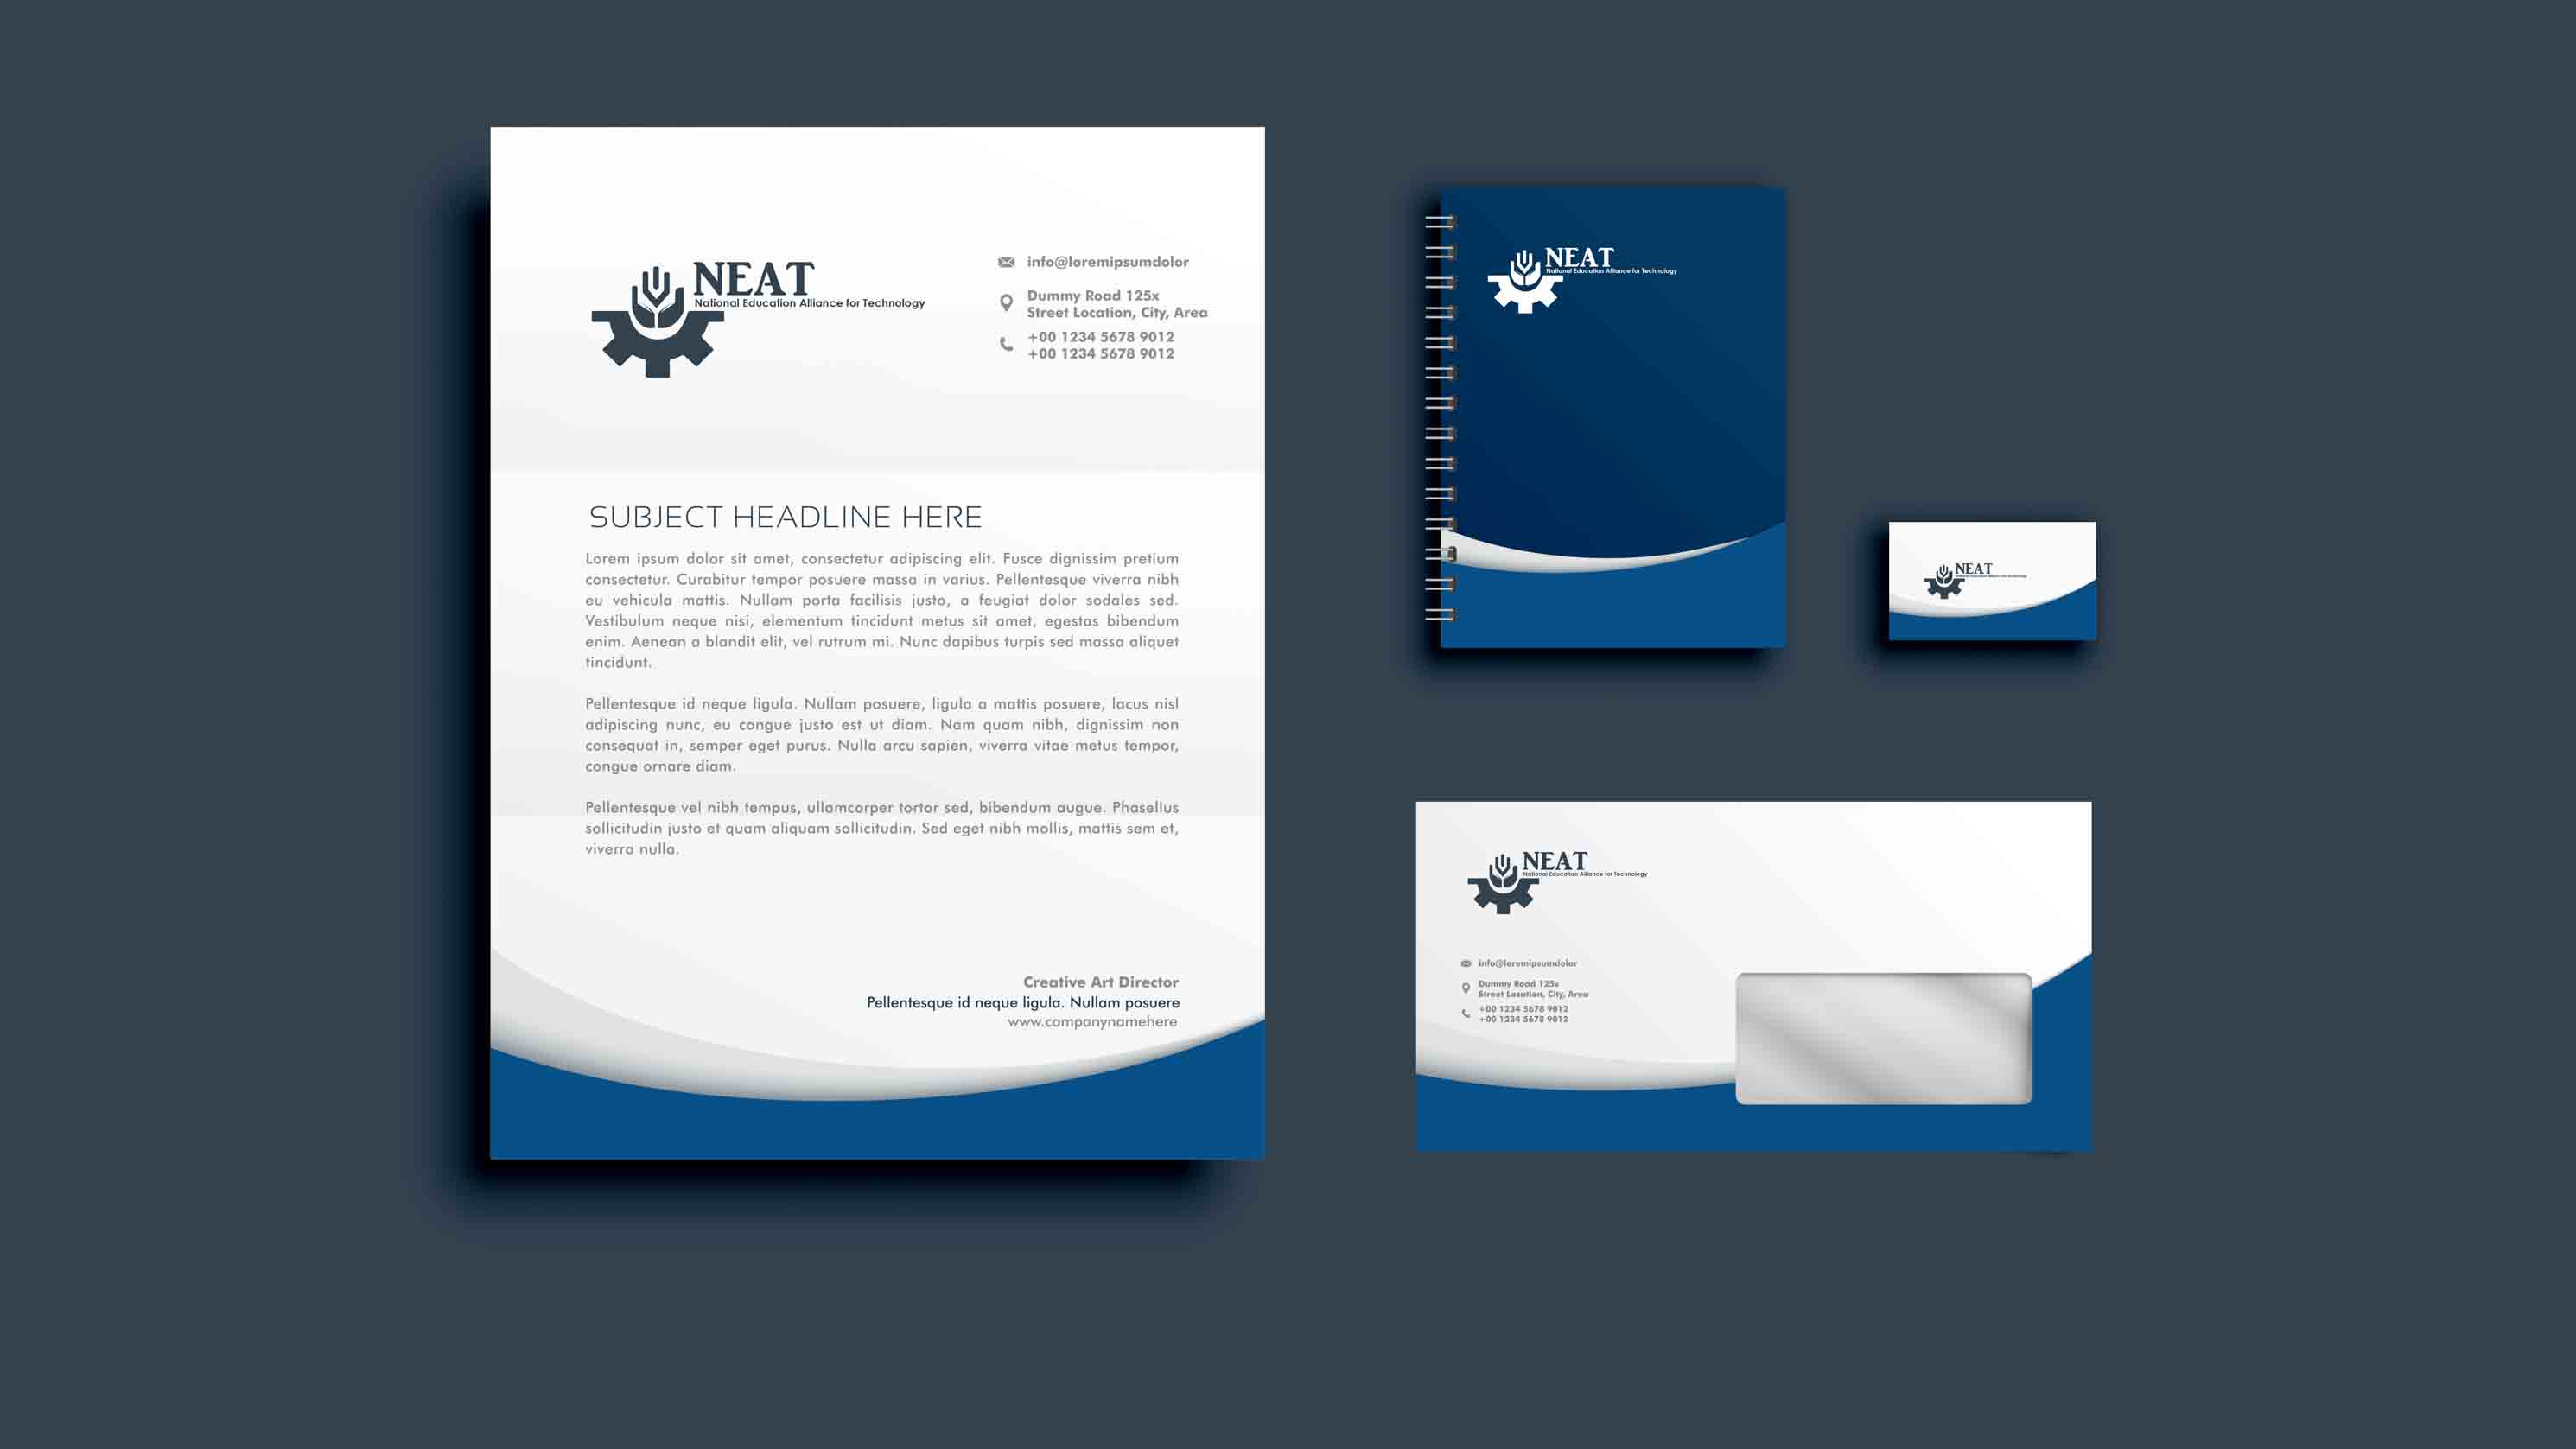 NEAT
National Education Alliance for Technology
info@loremipsumdolor
Dummy Road 125x
Street Location, City, Area
+00 1234 5678 9012
+00 1234 5678 9012
SUBJECT HEADLINE HERE
Lorem ipsum dolor sit amet, consectetur adipiscing elit. Fusce dignissim pretium
consectetur. Curabitur tempor posuere massa in varius. Pellentesque viverra nibh
eu vehicula mattis. Nullam porta facilisis justo, a feugiat dolor sodales sed.
Vestibulum neque nisi, elementum tincidunt metus sit amet, egestas bibendum
enim. Aenean a blandit elit, vel rutrum mi. Nunc dapibus turpis sed massa aliquet
tincidunt.
Pellentesque id neque ligula. Nullam posuere, ligula a mattis posuere, lacus nisl
adipiscing nunc, eu congue justo est ut diam. Nam quam nibh, dignissim non
consequat in, semper eget purus. Nulla arcu sapien, viverra vitae metus tempor,
congue ornare diam.
Pellentesque vel nibh tempus, ullamcorper tortor sed, bibendum augue. Phasellus
sollicitudin justo et quam aliquam sollicitudin. Sed eget nibh mollis, mattis sem et,
viverra nulla.
Creative Art Director
Pellentesque id neque ligula. Nullam posuere
www.companynamehere
NEAT
National Education Alliance for Technology
NEAT
National Education Alliance for Technology
NEAT
National Education Alliance for Technology
info@loremipsumdolor
Dummy Road 125x
Street Location, City, Area
+00 1234 5678 9012
+00 1234 5678 9012